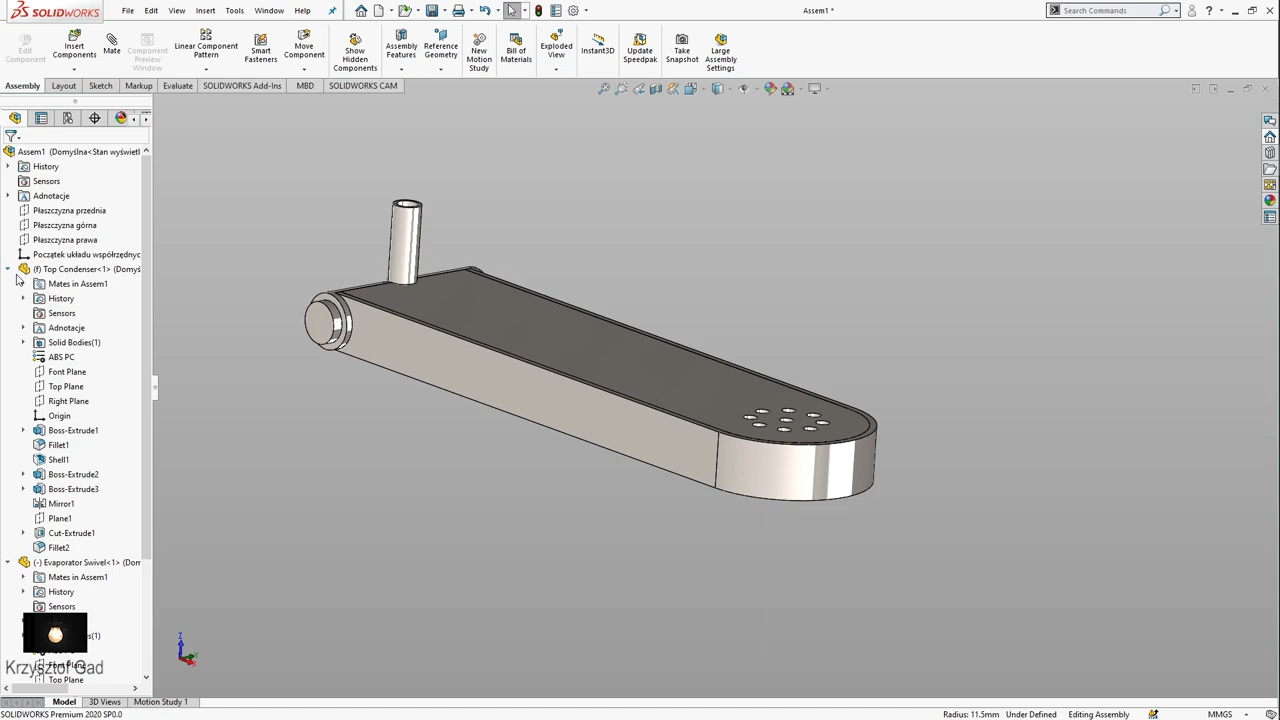 SOLIDWORKS
File Edit View Insert Tools Window Help
Assem1 *
Search Commands
Edit Component
Insert Components
Mate
Component Preview Window
Linear Component Pattern
Smart Fasteners
Move Component
Show Hidden Components
Assembly Features
Reference Geometry
New Motion Study
Bill of Materials
Exploded View
Instant3D
Update Speedpak
Take Snapshot
Large Assembly Settings
Assembly Layout Sketch Markup Evaluate SOLIDWORKS Add-Ins MBD SOLIDWORKS CAM
Assem1 (Domyślna<Stan wyświetl
History
Sensors
Adnotacje
Płaszczyzna przednia
Płaszczyzna górna
Płaszczyzna prawa
Początek układu współrzędnyc
(f) Top Condenser<1> (Domyś
Mates in Assem1
History
Sensors
Adnotacje
Solid Bodies(1)
ABS PC
Font Plane
Top Plane
Right Plane
Origin
Boss-Extrude1
Fillet1
Shell1
Boss-Extrude2
Boss-Extrude3
Mirror1
Plane1
Cut-Extrude1
Fillet2
(-) Evaporator Swivel<1> (Dom
Mates in Assem1
History
Sensors
Krzysztof Gad
Top Plane
Z
Model 3D Views Motion Study 1
SOLIDWORKS Premium 2020 SP0.0
Radius: 11.5mm Under Defined Editing Assembly MMGS